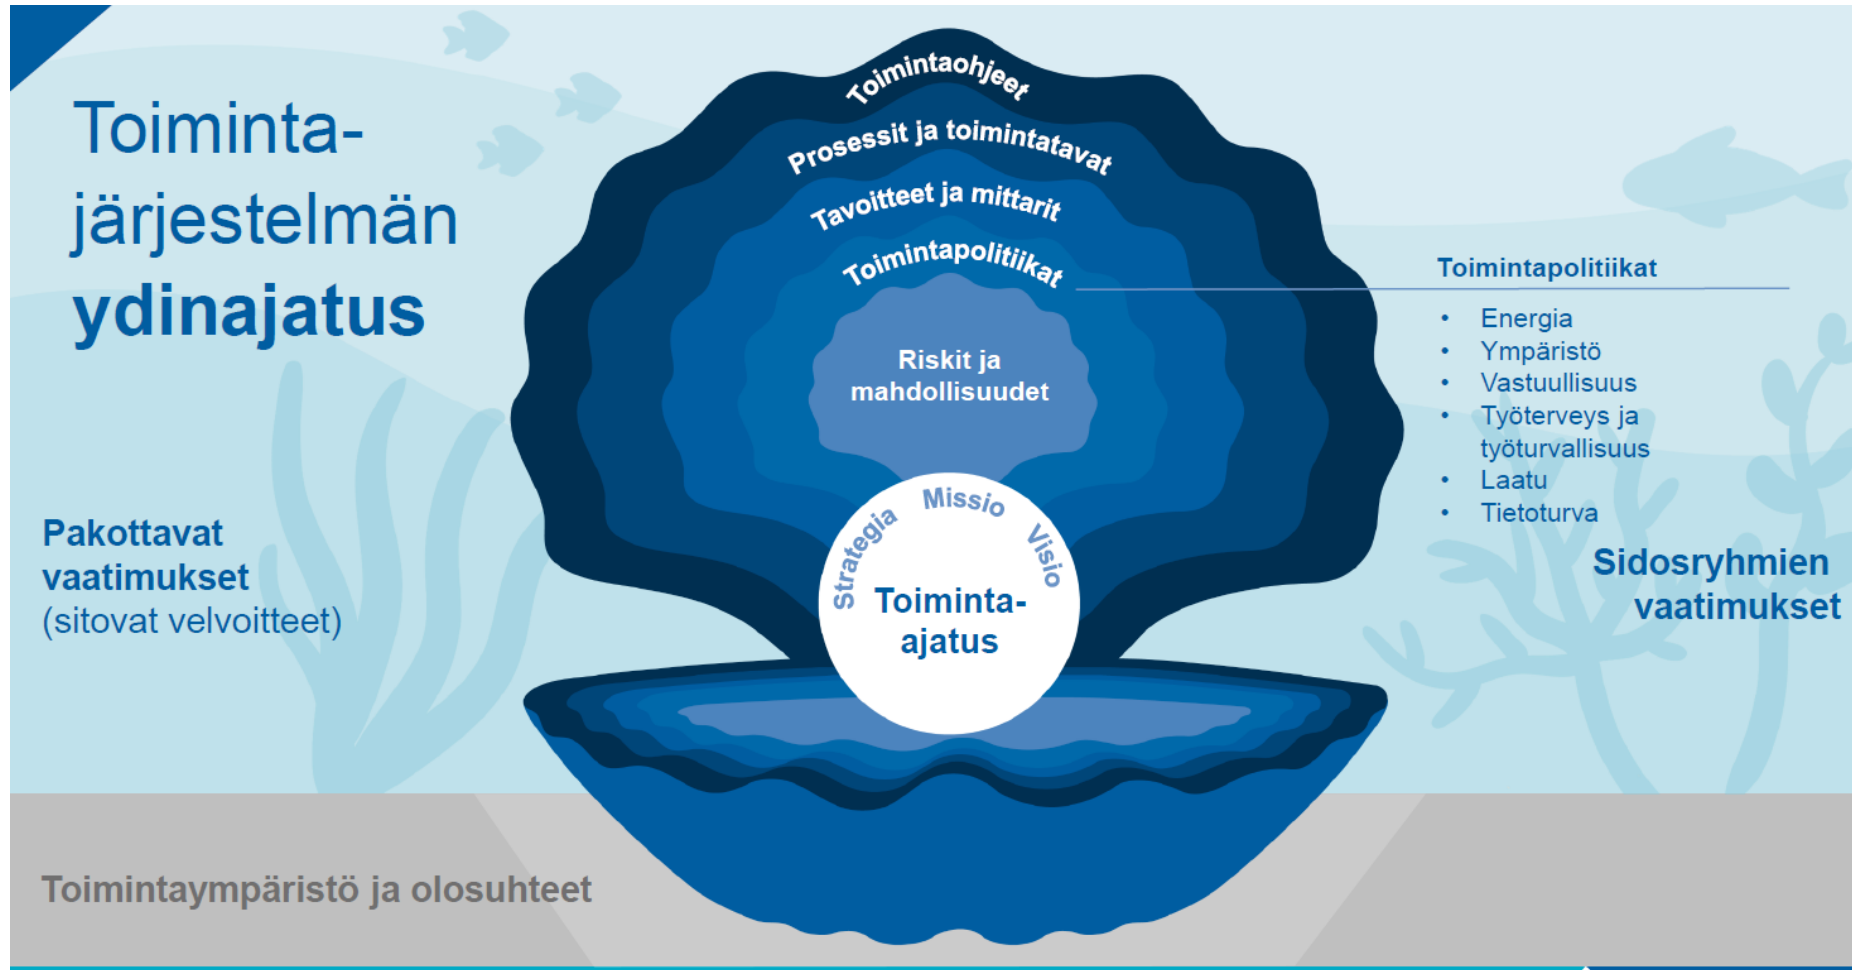 Toiminta-
järjestelmän
ydinajatus
Toimintaohjeet
Prosessit ja toimintatavat
Tavoitteet ja mittarit
Toimintapolitiikat
Riskit ja
mahdollisuudet
Strategia Missio Visio
Toiminta-
ajatus
Toimintapolitiikat
• Energia
• Ympäristö
• Vastuullisuus
• Työterveys ja
työturvallisuus
• Laatu
• Tietoturva
Pakottavat
vaatimukset
(sitovat velvoitteet)
Sidosryhmien
vaatimukset
Toimintaympäristö ja olosuhteet